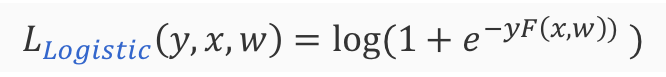 L_{Logistic}(y, x, w) = log(1 + e^{-yF(x,w))} )